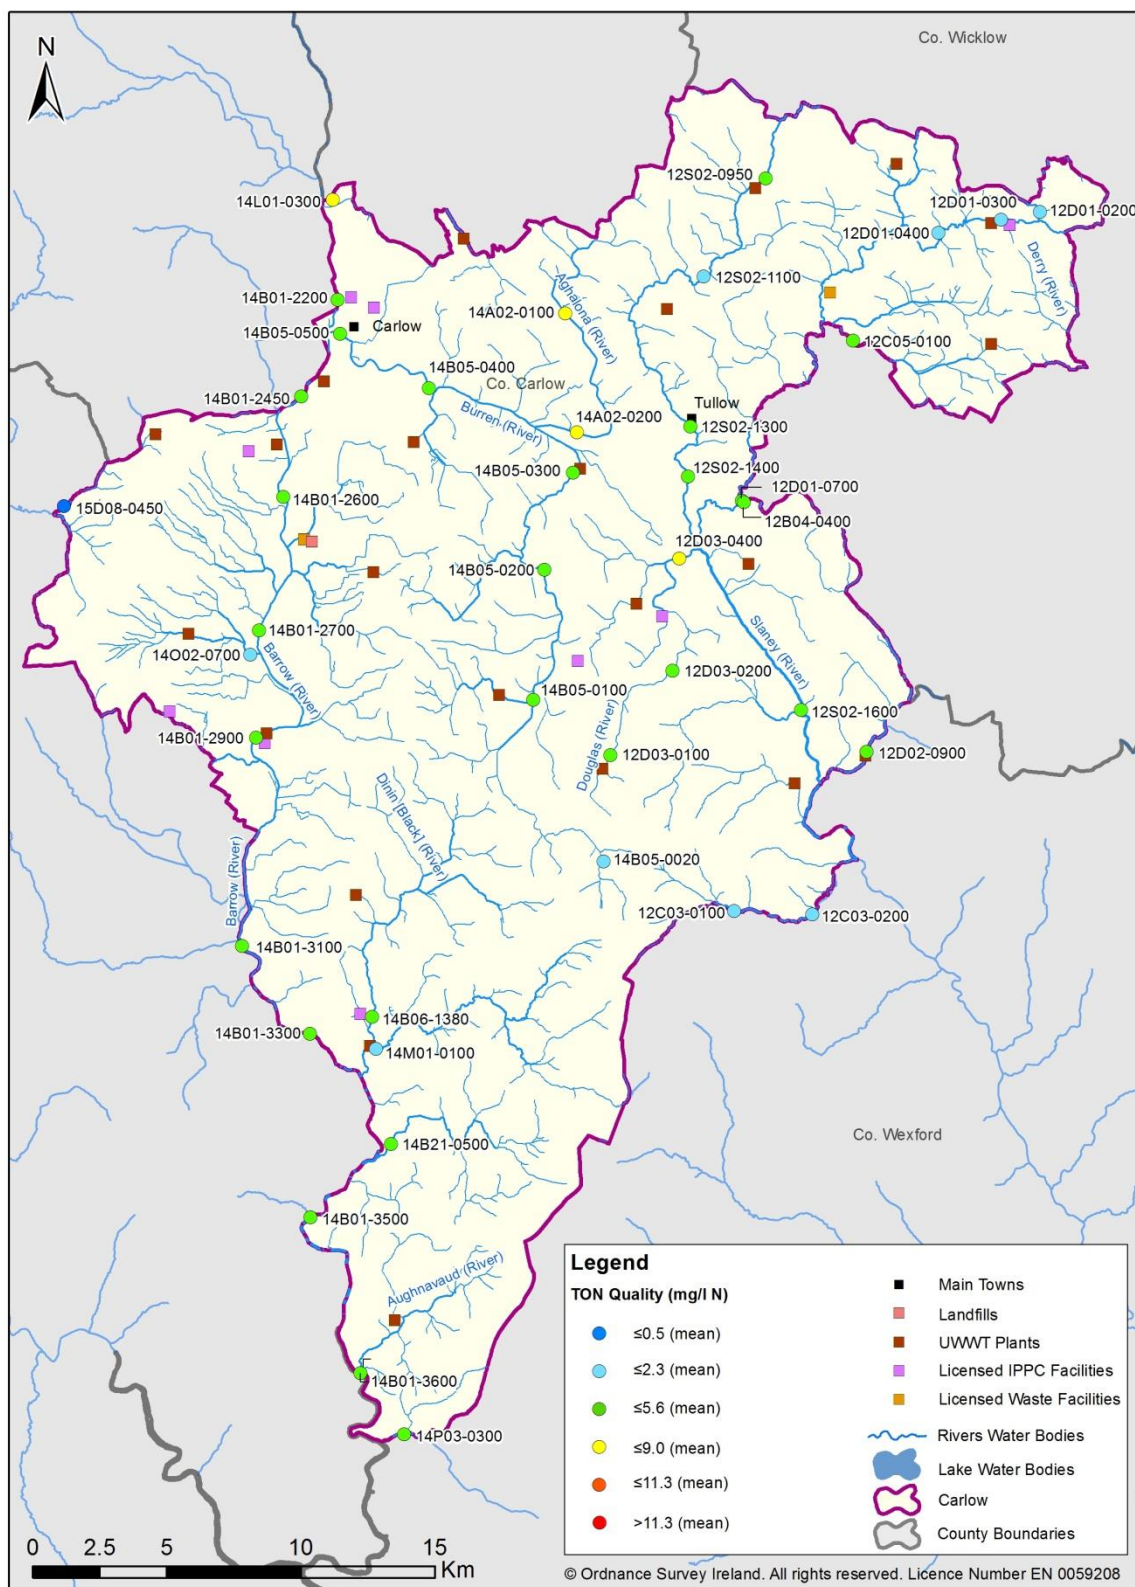 Co. Wicklow
N
12S02-0950
14L01-0300
12D01-0300
12D01-0200
12D01-0400
12S02-1100
Derry (River)
Aghalona (River)
14B01-2200
14A02-0100
Carlow
14B05-0500
12C05-0100
14B05-0400
Co. Carlow
14B01-2450
Tullow
14A02-0200
Burren (River)
12S02-1300
14B05-0300
12S02-1400
12D01-0700
15D08-0450
14B01-2600
12B04-0400
12D03-0400
14B05-0200
14B01-2700
Slaney (River)
14O02-0700
12D03-0200
Barrow (River)
14B05-0100
12S02-1600
14B01-2900
Douglas (River)
12D03-0100
12D02-0900
Dinin [Black] (River)
14B05-0020
Barrow (River)
12C03-0100
12C03-0200
14B01-3100
14B06-1380
14B01-3300
14M01-0100
Co. Wexford
14B21-0500
14B01-3500
Aughnavaud (River)
14B01-3600
14P03-0300
Legend
TON Quality (mg/l N)
≤0.5 (mean)
≤2.3 (mean)
≤5.6 (mean)
≤9.0 (mean)
≤11.3 (mean)
>11.3 (mean)
Main Towns
Landfills
UWWT Plants
Licensed IPPC Facilities
Licensed Waste Facilities
Rivers Water Bodies
Lake Water Bodies
Carlow
County Boundaries
0 2.5 5 10 15
Km
© Ordnance Survey Ireland. All rights reserved. Licence Number EN 0059208